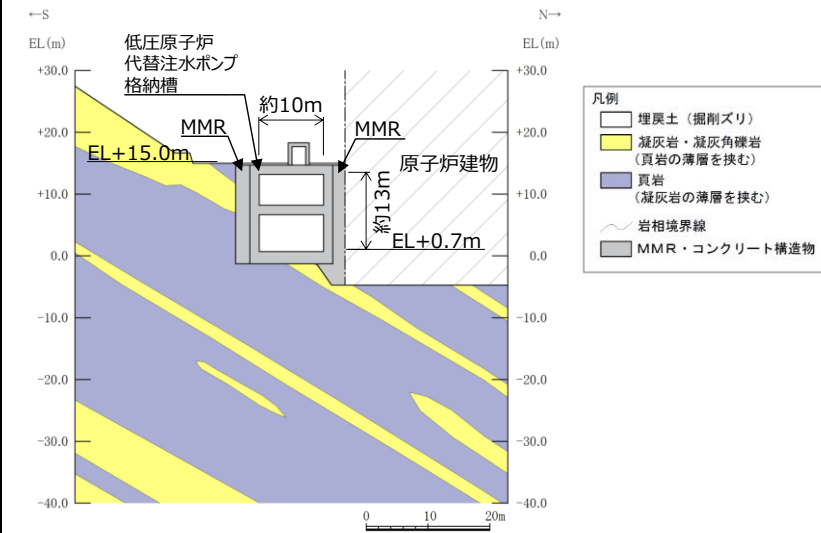 ←S
N→
EL(m)
EL(m)
低圧原子炉
代替注水ポンプ
格納槽
約10m
MMR
MMR
EL+15.0m
原子炉建物
約13m
EL+0.7m
+30.0
+20.0
+10.0
0.0
-10.0
-20.0
-30.0
-40.0
+30.0
+20.0
+10.0
0.0
-10.0
-20.0
-30.0
-40.0
0 10 20m
凡例
埋戻土（掘削ズリ）
凝灰岩・凝灰角礫岩
(頁岩の薄層を挟む)
頁岩
(凝灰岩の薄層を挟む)
岩相境界線
MMR・コンクリート構造物